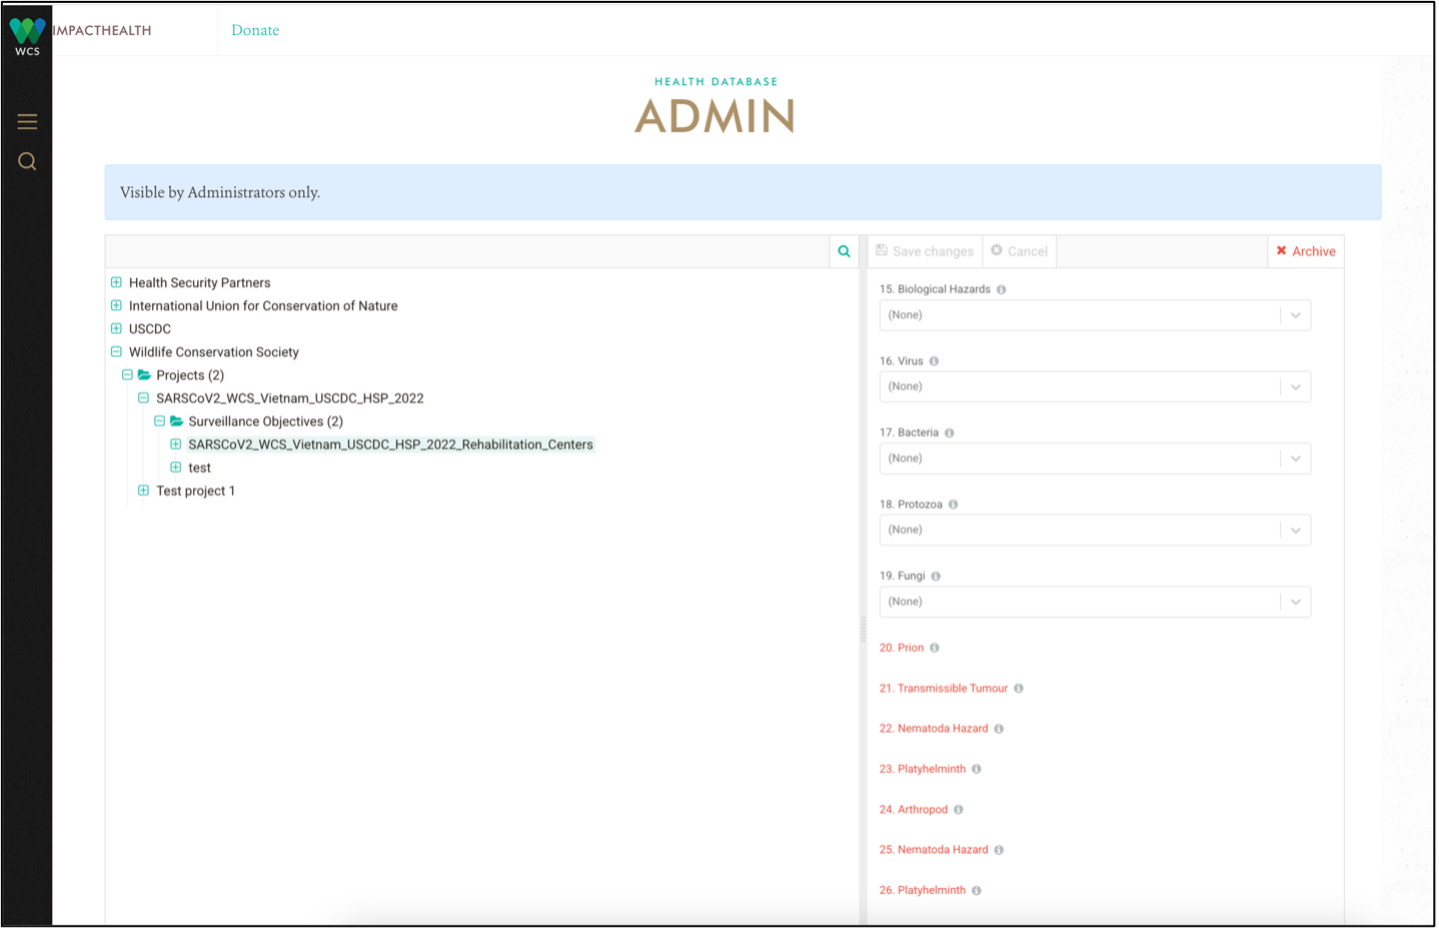 WCS
IMPACTHEALTH
Donate
HEALTH DATABASE
ADMIN
Visible by Administrators only.
Health Security Partners
International Union for Conservation of Nature
USCDC
Wildlife Conservation Society
Projects (2)
SARSCoV2_WCS_Vietnam_USCDC_HSP_2022
Surveillance Objectives (2)
SARSCoV2_WCS_Vietnam_USCDC_HSP_2022_Rehabilitation_Centers
test
Test project 1
Save changes
Cancel
Archive
15. Biological Hazards
(None)
16. Virus
(None)
17. Bacteria
(None)
18. Protozoa
(None)
19. Fungi
(None)
20. Prion
21. Transmissible Tumour
22. Nematoda Hazard
23. Platyhelminth
24. Arthropod
25. Nematoda Hazard
26. Platyhelminth